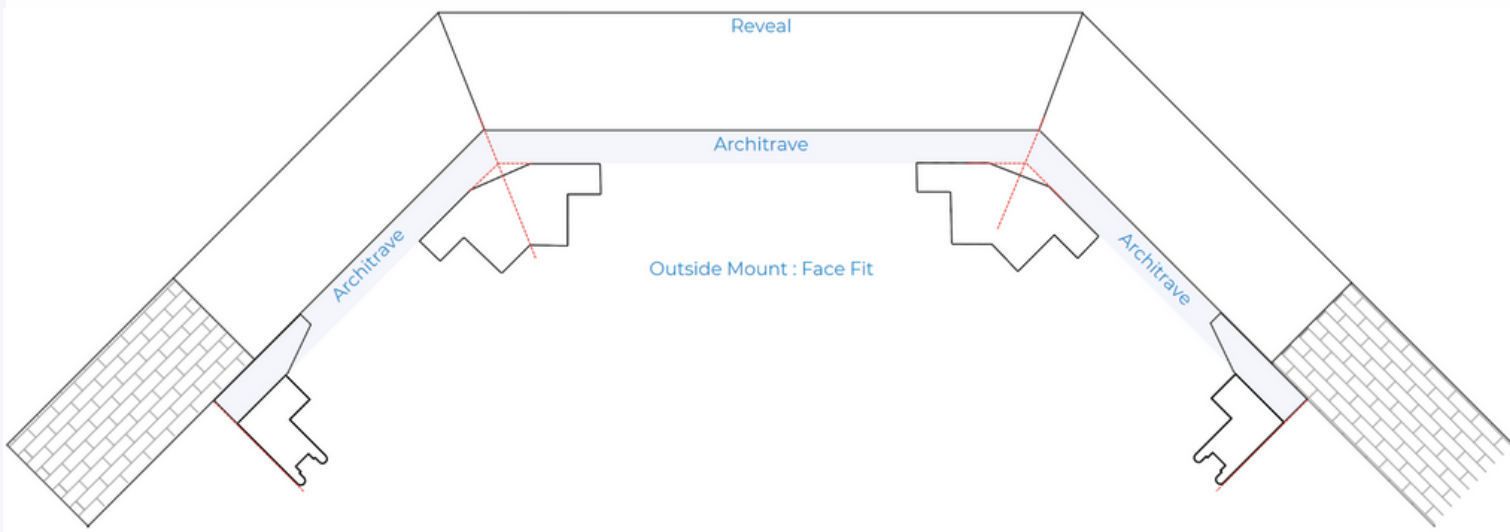 Reveal
Architrave
Architrave
Architrave
Outside Mount : Face Fit